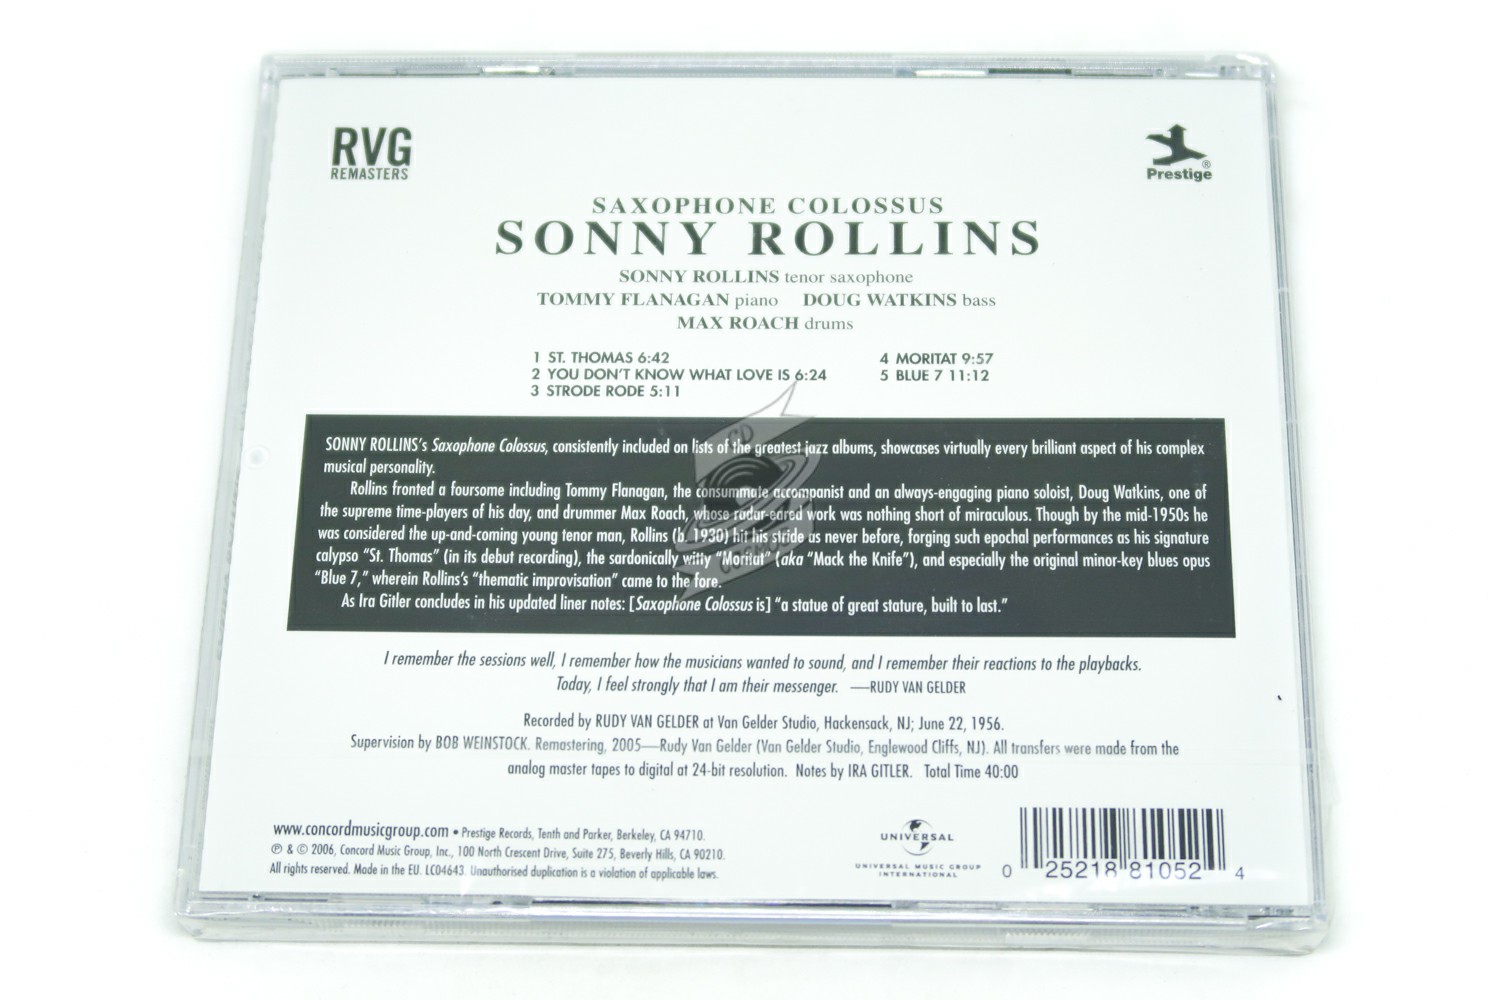 RVG
REMASTERS
Prestige®
SAXOPHONE COLOSSUS
SONNY ROLLINS
SONNY ROLLINS tenor saxophone
TOMMY FLANAGAN piano DOUG WATKINS bass
MAX ROACH drums
1 ST. THOMAS 6:42
2 YOU DON'T KNOW WHAT LOVE IS 6:24
3 STRODE RODE 5:11
4 MORITAT 9:57
5 BLUE 7 11:12
SONNY ROLLINS's Saxophone Colossus, consistently included on lists of the greatest jazz albums, showcases virtually every brilliant aspect of his complex
musical personality.
Rollins fronted a foursome including Tommy Flanagan, the consummate accompanist and an always-engaging piano soloist, Doug Watkins, one of
the supreme time-players of his day, and drummer Max Roach, whose radar-eared work was nothing short of miraculous. Though by the mid-1950s he
was considered the up-and-coming young tenor man, Rollins (b. 1930) hit his stride as never before, forging such epochal performances as his signature
calypso “St. Thomas” (in its debut recording), the sardonically witty “Moritat” (aka “Mack the Knife”), and especially the original minor-key blues opus
“Blue 7,” wherein Rollins's “thematic improvisation” came to the fore.
As Ira Gitler concludes in his updated liner notes: [Saxophone Colossus is] “a statue of great stature, built to last.”
I remember the sessions well, I remember how the musicians wanted to sound, and I remember their reactions to the playbacks.
Today, I feel strongly that I am their messenger. —RUDY VAN GELDER
Recorded by RUDY VAN GELDER at Van Gelder Studio, Hackensack, NJ; June 22, 1956.
Supervision by BOB WEINSTOCK. Remastering, 2005—Rudy Van Gelder (Van Gelder Studio, Englewood Cliffs, NJ). All transfers were made from the
analog master tapes to digital at 24-bit resolution. Notes by IRA GITLER. Total Time 40:00
www.concordmusicgroup.com • Prestige Records, Tenth and Parker, Berkeley, CA 94710.
℗ & © 2006, Concord Music Group, Inc., 100 North Crescent Drive, Suite 275, Beverly Hills, CA 90210.
All rights reserved. Made in the EU. LC04643. Unauthorised duplication is a violation of applicable laws.
UNIVERSAL
UNIVERSAL MUSIC GROUP
INTERNATIONAL
0 25218 81052 4
CD